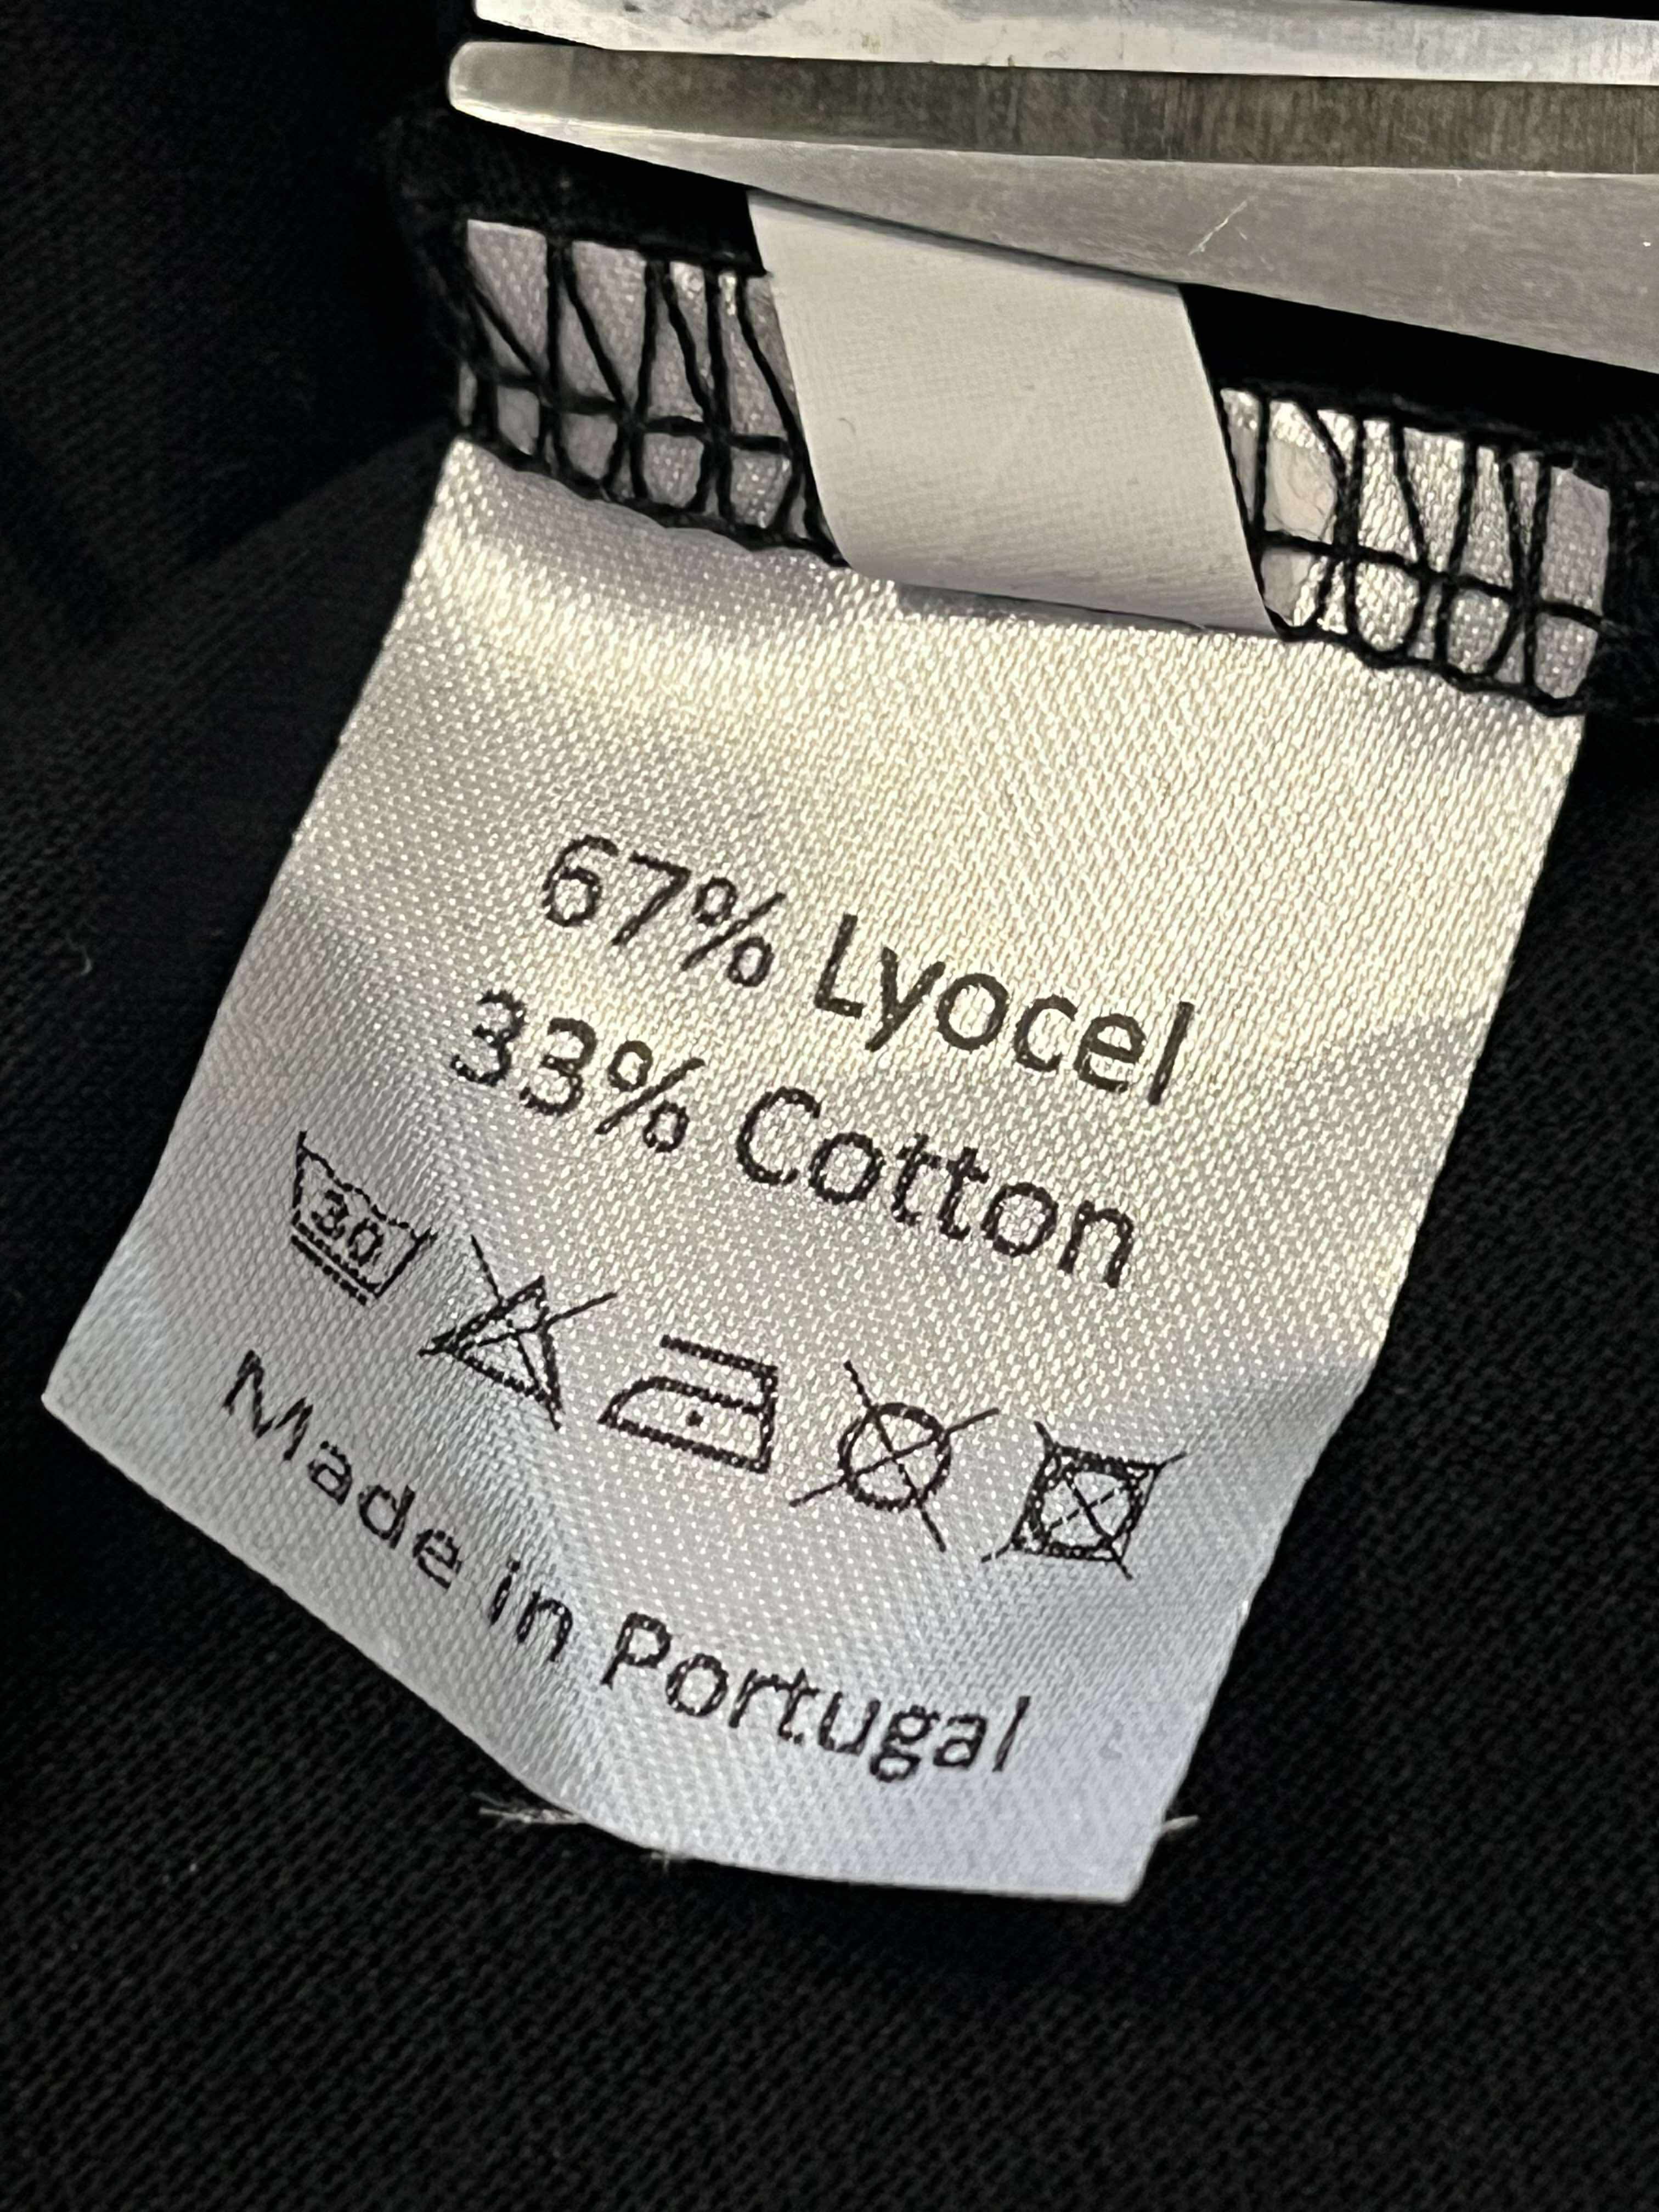 67% Lyocel
33% Cotton
30
Made in Portugal